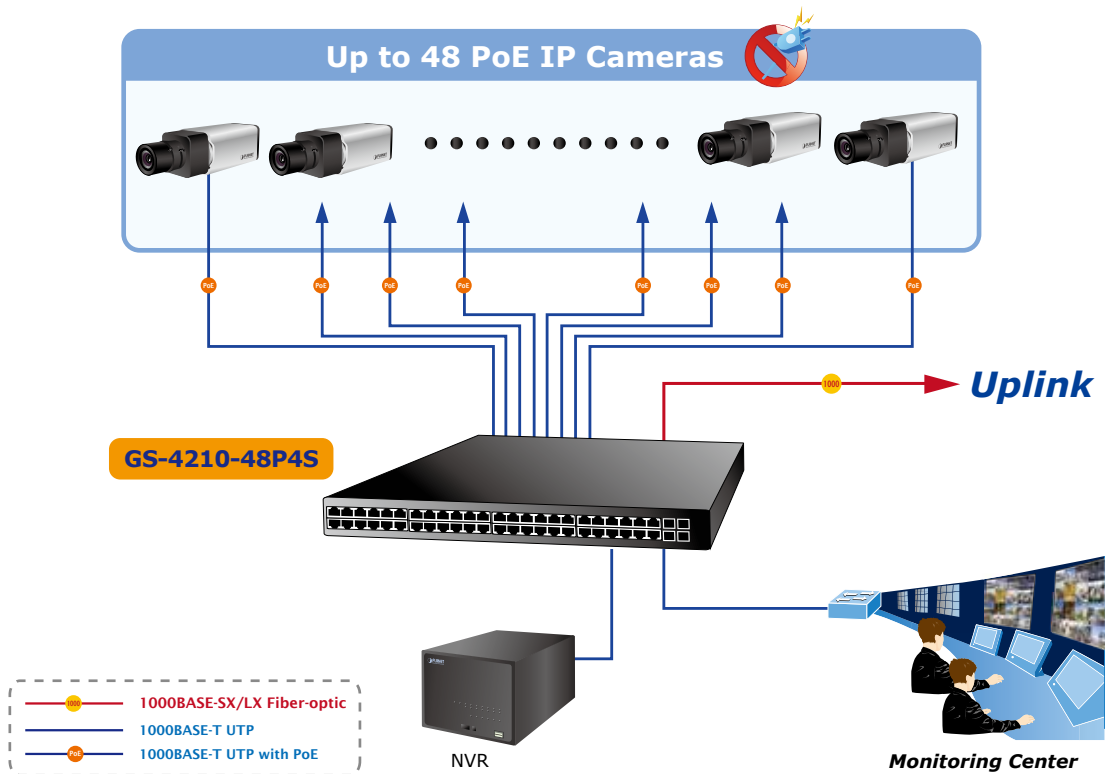 Up to 48 PoE IP Cameras
PoE
PoE
PoE
PoE
PoE
PoE
PoE
PoE
1000
Uplink
GS-4210-48P4S
PLANET
NVR
1000
1000BASE-SX/LX Fiber-optic
1000BASE-T UTP
PoE
1000BASE-T UTP with PoE
Monitoring Center